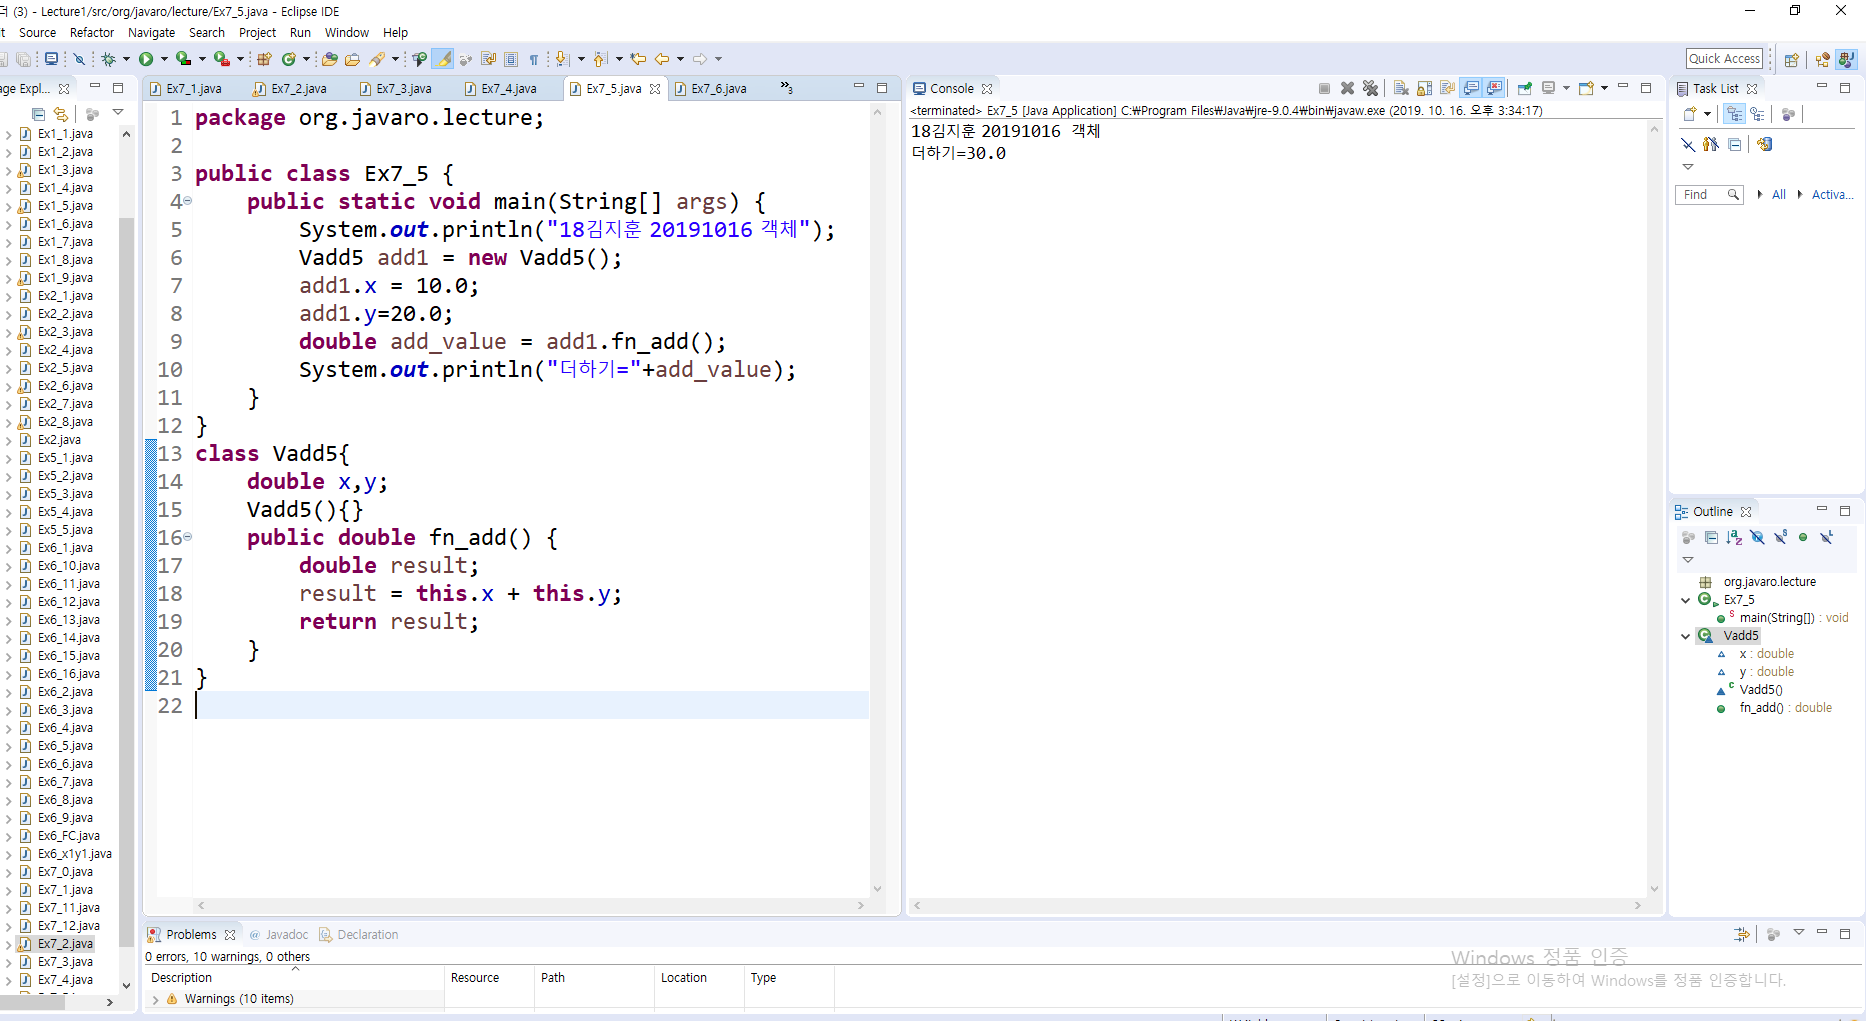 더 (3) - Lecture1/src/org/javaro/lecture/Ex7_5.java - Eclipse IDE
Source Refactor Navigate Search Project Run Window Help
Quick Access
age Expl...
Ex1_1.java
Ex1_2.java
Ex1_3.java
Ex1_4.java
Ex1_5.java
Ex1_6.java
Ex1_7.java
Ex1_8.java
Ex1_9.java
Ex2_1.java
Ex2_2.java
Ex2_3.java
Ex2_4.java
Ex2_5.java
Ex2_6.java
Ex2_7.java
Ex2_8.java
Ex2.java
Ex5_1.java
Ex5_2.java
Ex5_3.java
Ex5_4.java
Ex5_5.java
Ex6_1.java
Ex6_10.java
Ex6_11.java
Ex6_12.java
Ex6_13.java
Ex6_14.java
Ex6_15.java
Ex6_16.java
Ex6_2.java
Ex6_3.java
Ex6_4.java
Ex6_5.java
Ex6_6.java
Ex6_7.java
Ex6_8.java
Ex6_9.java
Ex6_FC.java
Ex6_x1y1.java
Ex7_0.java
Ex7_1.java
Ex7_11.java
Ex7_12.java
Ex7_2.java
Ex7_3.java
Ex7_4.java
Ex7_1.java Ex7_2.java Ex7_3.java Ex7_4.java Ex7_5.java Ex7_6.java »3
1 package org.javaro.lecture;
2
3 public class Ex7_5 {
4 public static void main(String[] args) {
5 System.out.println("18김지훈 20191016 객체");
6 Vadd5 add1 = new Vadd5();
7 add1.x = 10.0;
8 add1.y=20.0;
9 double add_value = add1.fn_add();
10 System.out.println("더하기="+add_value);
11 }
12 }
13 class Vadd5{
14 double x,y;
15 Vadd5(){}
16 public double fn_add() {
17 double result;
18 result = this.x + this.y;
19 return result;
20 }
21 }
22
Console
<terminated> Ex7_5 [Java Application] C:₩Program Files₩Java₩jre-9.0.4₩bin₩javaw.exe (2019. 10. 16. 오후 3:34:17)
18김지훈 20191016 객체
더하기=30.0
Task List
Find All Activa...
Outline
org.javaro.lecture
Ex7_5
main(String[]) : void
Vadd5
x : double
y : double
Vadd5()
fn_add() : double
Problems @ Javadoc Declaration
0 errors, 10 warnings, 0 others
Description Resource Path Location Type
Warnings (10 items)
Windows 정품 인증
[설정]으로 이동하여 Windows를 정품 인증합니다.